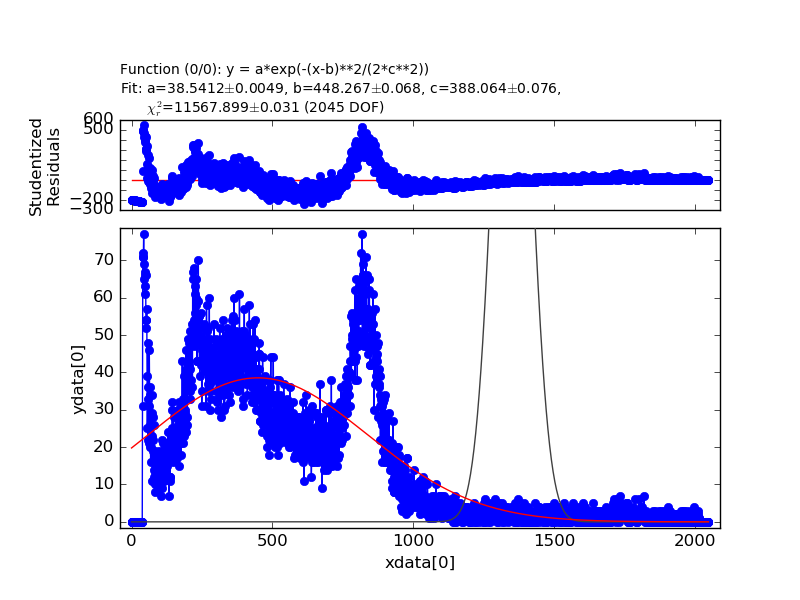 Function (0/0): y = a*exp(-(x-b)**2/(2*c**2))
Fit: a=38.5412±0.0049, b=448.267±0.068, c=388.064±0.076,
χ²ᵣ=11567.899±0.031 (2045 DOF)
Studentized
Residuals
600
500
−200
−300
ydata[0]
70
60
50
40
30
20
10
0
0 500 1000 1500 2000
xdata[0]